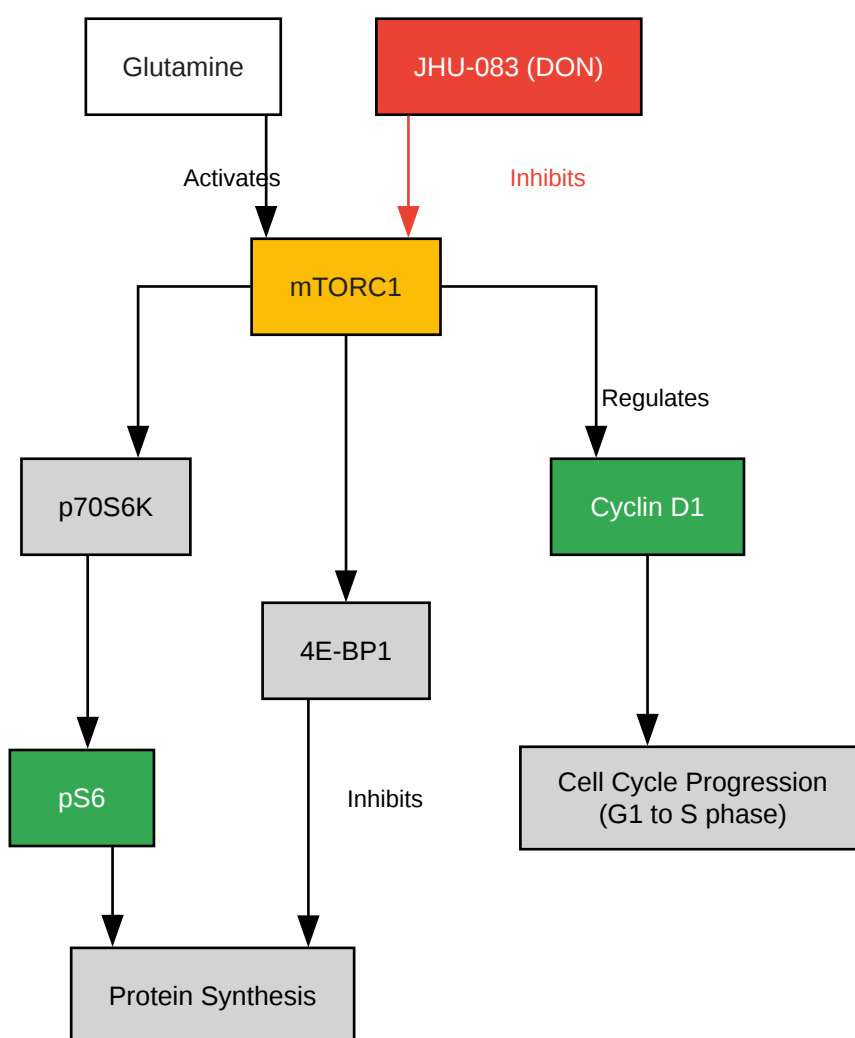 Glutamine
JHU-083 (DON)
Activates
Inhibits
mTORC1
Regulates
p70S6K
Cyclin D1
4E-BP1
Cell Cycle Progression
(G1 to S phase)
pS6
Inhibits
Protein Synthesis